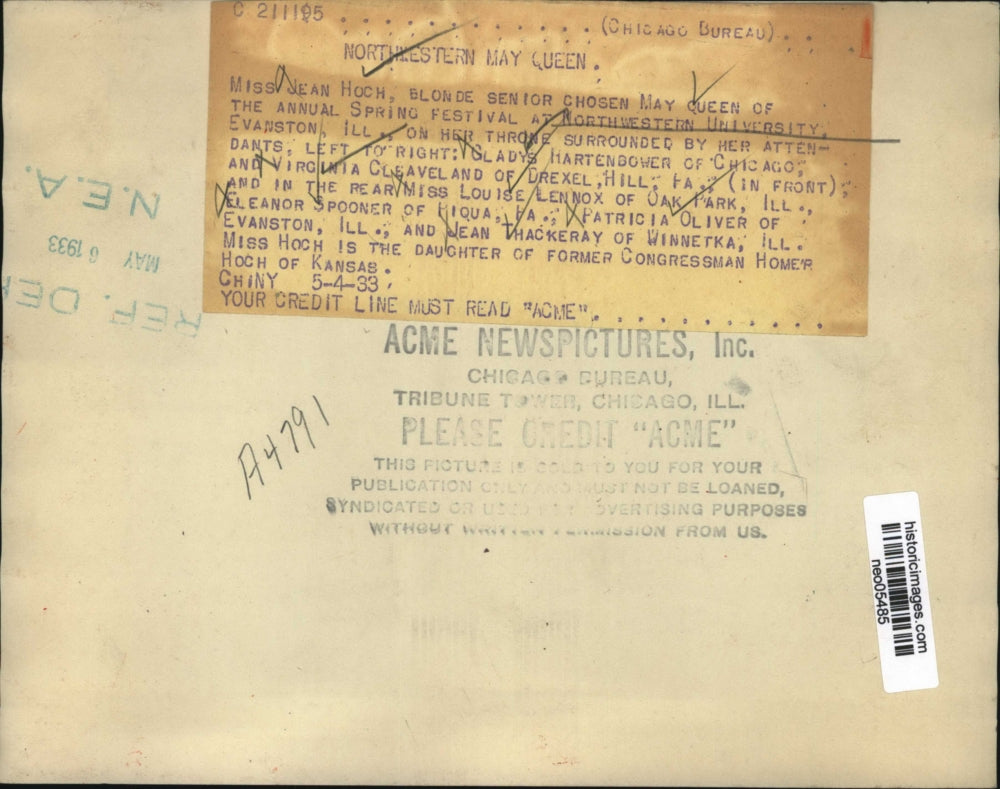 C 211195 . . . . . . . . . . . . . (CHICAGO BUREAU) . .
NORTHWESTERN MAY QUEEN.
MISS JEAN HOCH, BLONDE SENIOR CHOSEN MAY QUEEN OF
THE ANNUAL SPRING FESTIVAL AT NORTHWESTERN UNIVERSITY,
EVANSTON, ILL., ON HER THRONE SURROUNDED BY HER ATTEN-
DANTS, LEFT TO RIGHT: GLADYS HARTENBOWER OF CHICAGO,
AND VIRGINIA CLEAVELAND OF DREXEL, HILL, PA., (IN FRONT);
AND IN THE REAR MISS LOUISE LENNOX OF OAK PARK, ILL.,
ELEANOR SPOONER OF PIQUA, PA., PATRICIA OLIVER OF
EVANSTON, ILL., AND JEAN THACKERAY OF WINNETKA, ILL.
MISS HOCH IS THE DAUGHTER OF FORMER CONGRESSMAN HOMER
HOCH OF KANSAS.
CHINY 5-4-33.
YOUR CREDIT LINE MUST READ "ACME". . . . . . . . . .
N.E.A.
MAY 6 1933
REF. DE
ACME NEWSPICTURES, Inc.
CHICAGO BUREAU,
TRIBUNE TOWER, CHICAGO, ILL.
PLEASE CREDIT "ACME"
THIS PICTURE IS SOLD TO YOU FOR YOUR
PUBLICATION ONLY AND MUST NOT BE LOANED,
SYNDICATED OR USED FOR ADVERTISING PURPOSES
WITHOUT WRITTEN PERMISSION FROM US.
A4791
historicimages.com
neo05485